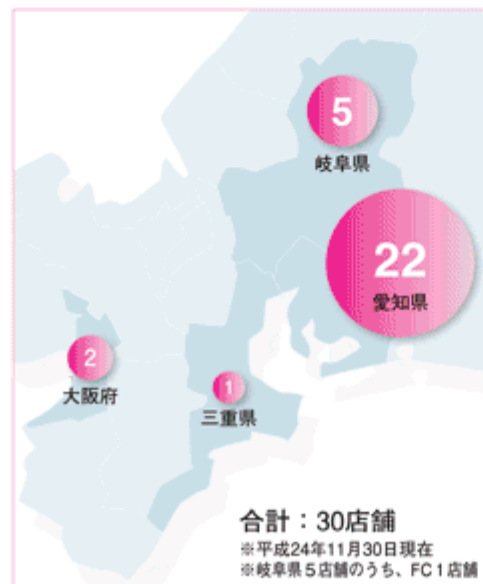 5
岐阜県
22
愛知県
2
大阪府
1
三重県
合計：30店舗
※平成24年11月30日現在
※岐阜県5店舗のうち、FC1店舗